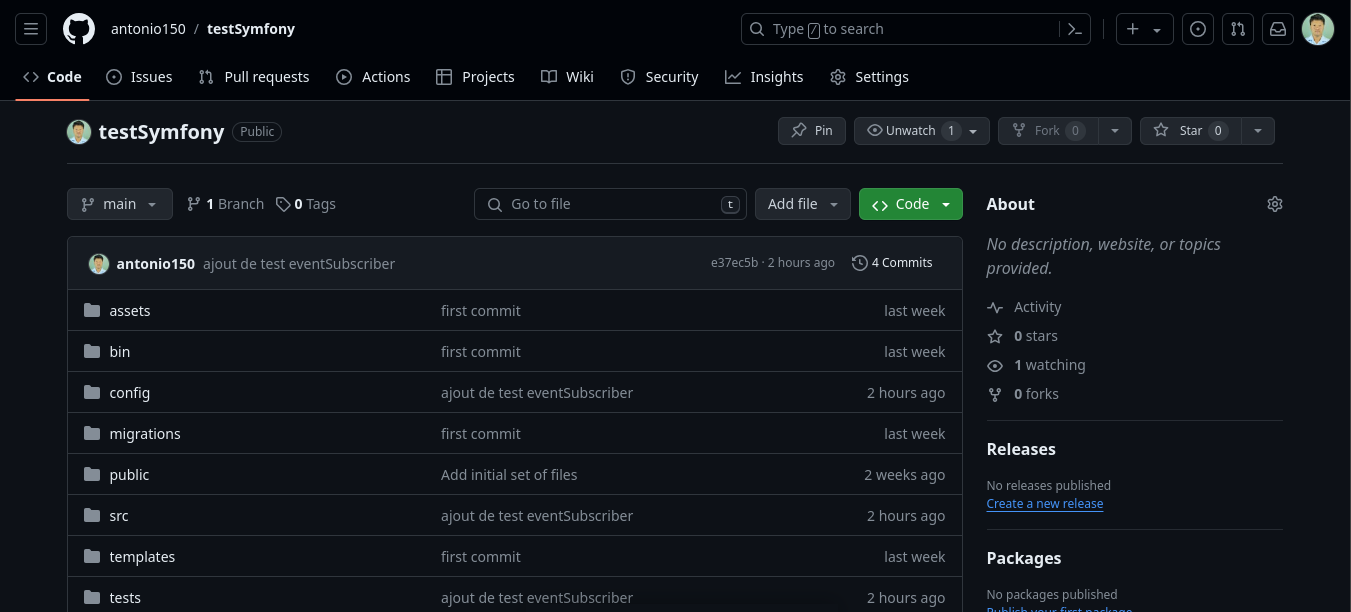 antonio150 / testSymfony
Type / to search
Code Issues Pull requests Actions Projects Wiki Security Insights Settings
testSymfony Public
Pin Unwatch 1 Fork 0 Star 0
main 1 Branch 0 Tags Go to file t Add file Code
antonio150 ajout de test eventSubscriber e37ec5b · 2 hours ago 4 Commits
assets first commit last week
bin first commit last week
config ajout de test eventSubscriber 2 hours ago
migrations first commit last week
public Add initial set of files 2 weeks ago
src ajout de test eventSubscriber 2 hours ago
templates first commit last week
tests ajout de test eventSubscriber 2 hours ago
About
No description, website, or topics
provided.
Activity
0 stars
1 watching
0 forks
Releases
No releases published
Create a new release
Packages
No packages published
Publish your first package